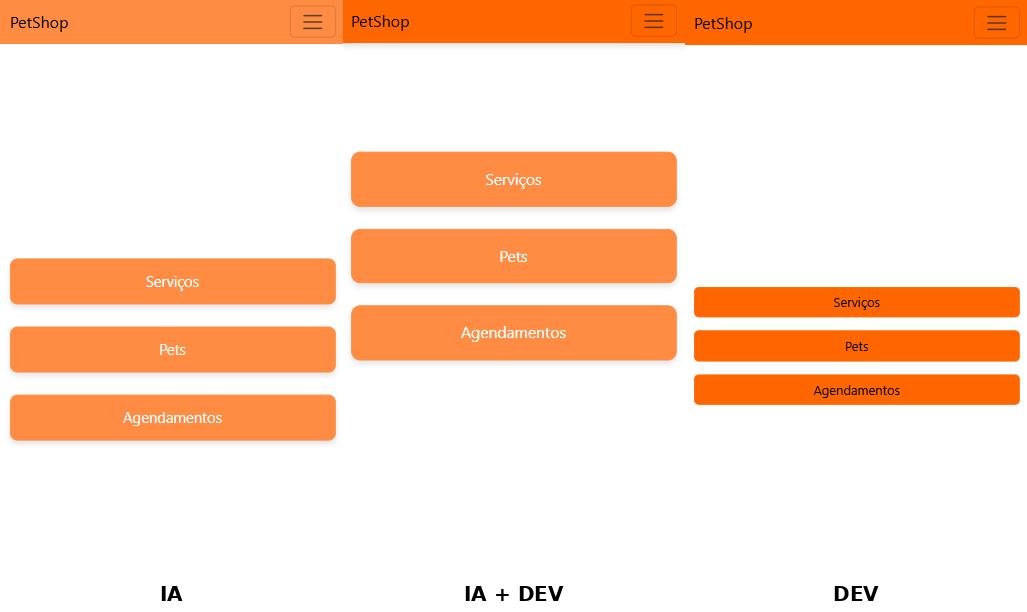 PetShop
Serviços
Pets
Agendamentos
IA
PetShop
Serviços
Pets
Agendamentos
IA + DEV
PetShop
Serviços
Pets
Agendamentos
DEV